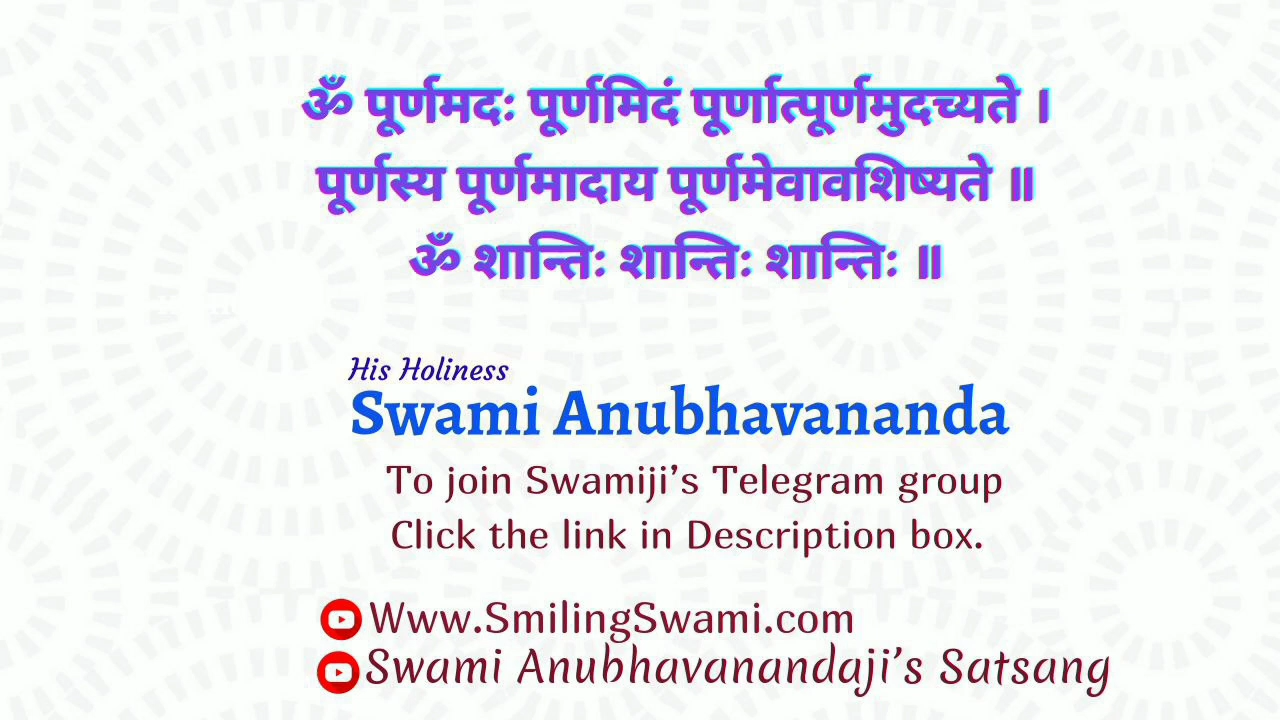 ॐ पूर्णमदः पूर्णमिदं पूर्णात्पूर्णमुदच्यते ।
पूर्णस्य पूर्णमादाय पूर्णमेवावशिष्यते ॥
ॐ शान्तिः शान्तिः शान्तिः ॥
His Holiness
Swami Anubhavananda
To join Swamiji’s Telegram group
Click the link in Description box.
Www.SmilingSwami.com
Swami Anubhavanandaji’s Satsang